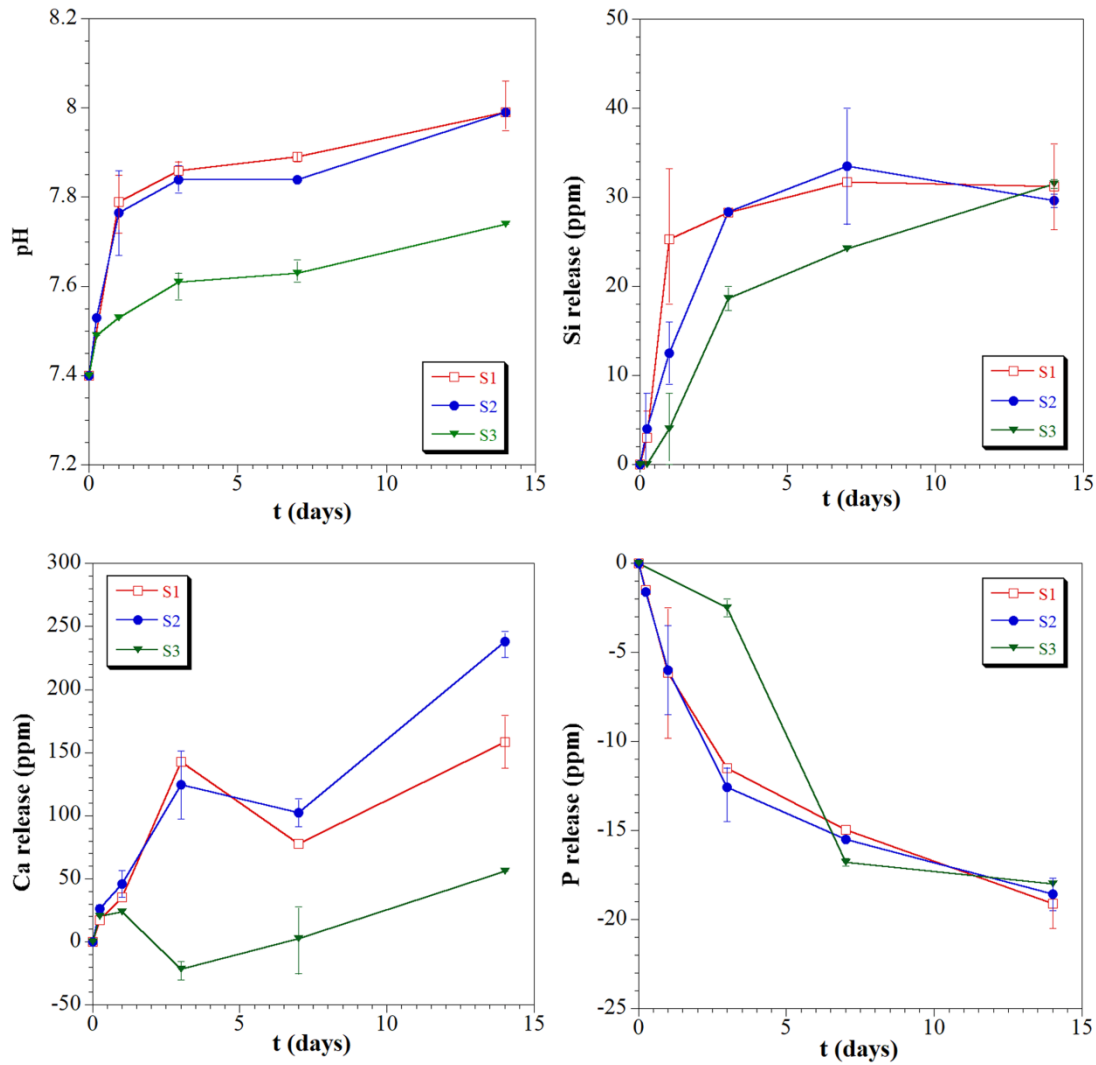 8.2
8
7.8
7.6
7.4
7.2
pH
0
5
10
15
t (days)
S1
S2
S3
50
40
30
20
10
0
Si release (ppm)
0
5
10
15
t (days)
S1
S2
S3
300
250
200
150
100
50
0
-50
Ca release (ppm)
0
5
10
15
t (days)
S1
S2
S3
0
-5
-10
-15
-20
-25
P release (ppm)
0
5
10
15
t (days)
S1
S2
S3